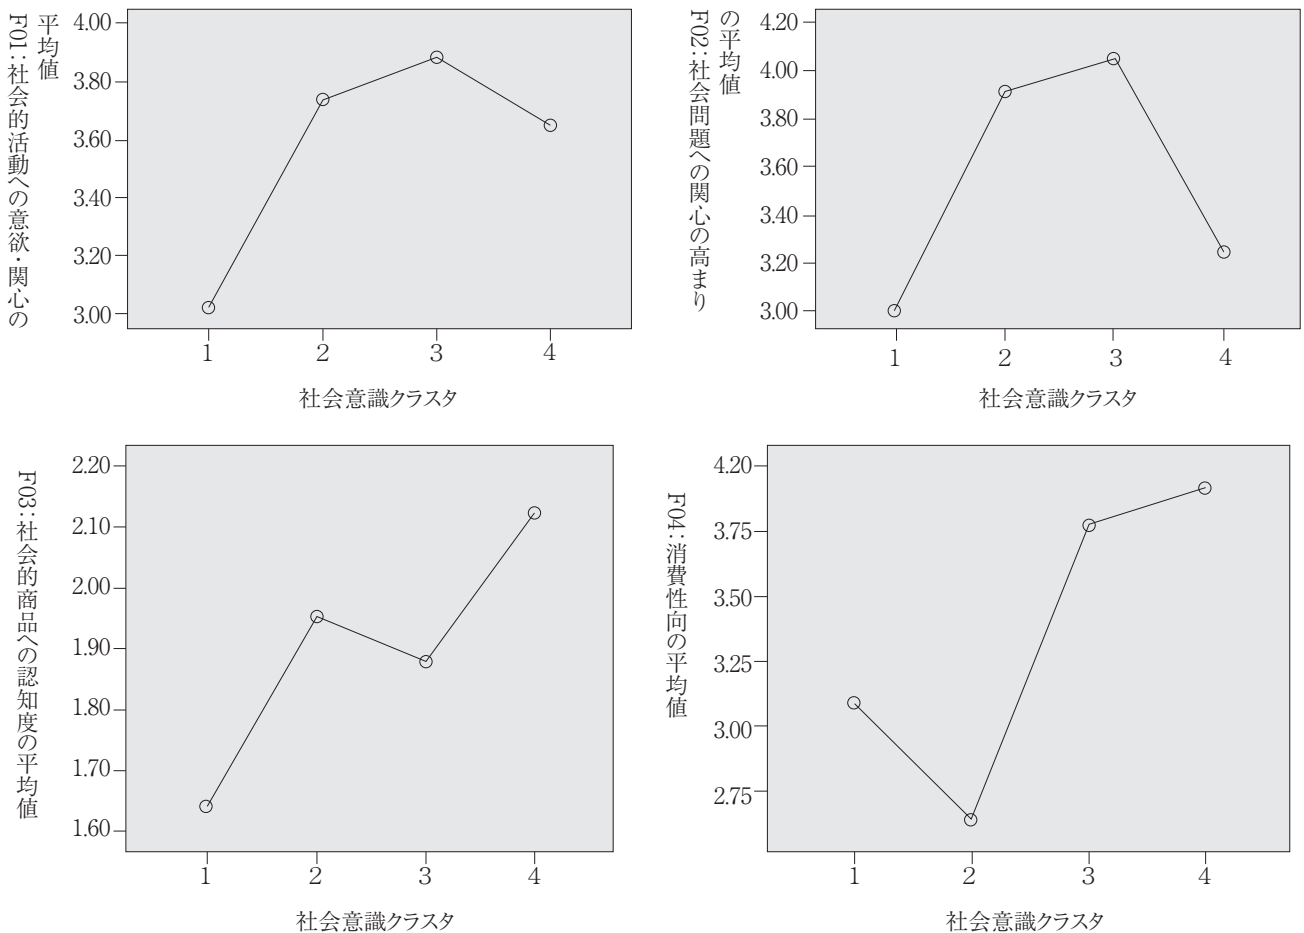 F01:社会的活動への意欲・関心の
平均値
4.00
3.80
3.60
3.40
3.20
3.00
1 2 3 4
社会意識クラスタ
F02:社会問題への関心の高まり
の平均値
4.20
4.00
3.80
3.60
3.40
3.20
3.00
1 2 3 4
社会意識クラスタ
F03:社会的商品への認知度の平均値
2.20
2.10
2.00
1.90
1.80
1.70
1.60
1 2 3 4
社会意識クラスタ
F04:消費性向の平均値
4.20
3.75
3.50
3.25
3.00
2.75
1 2 3 4
社会意識クラスタ